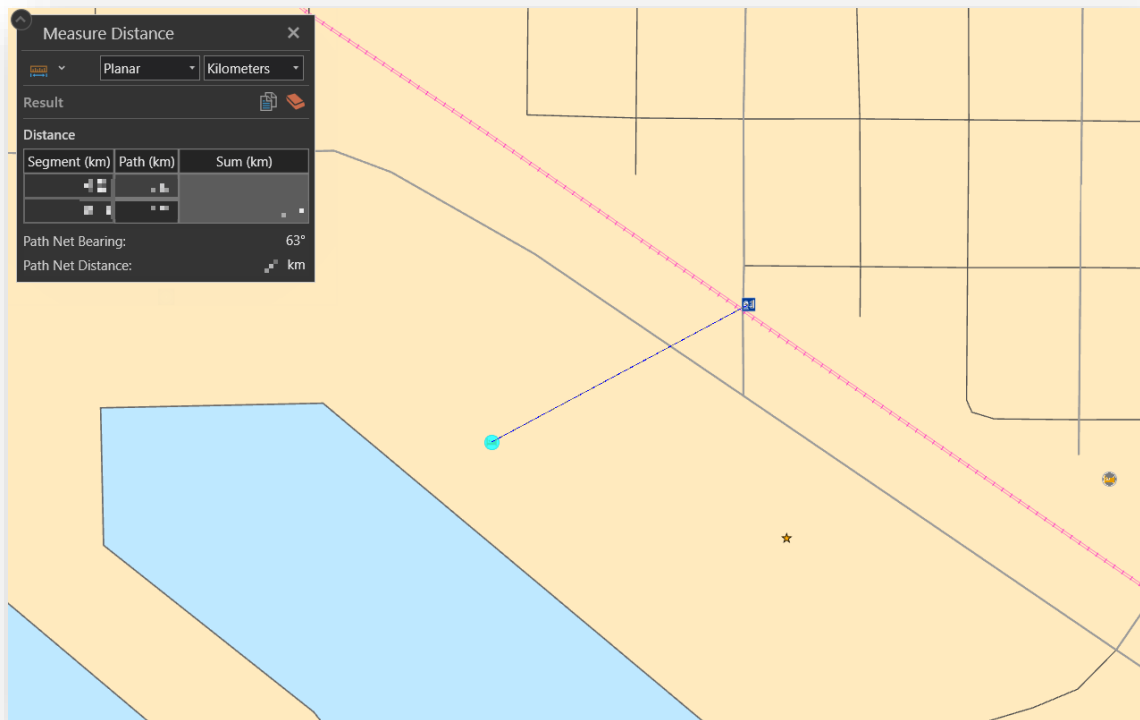 Measure Distance
Planar Kilometers
Result
Distance
Segment (km) Path (km) Sum (km)
Path Net Bearing: 63°
Path Net Distance: km